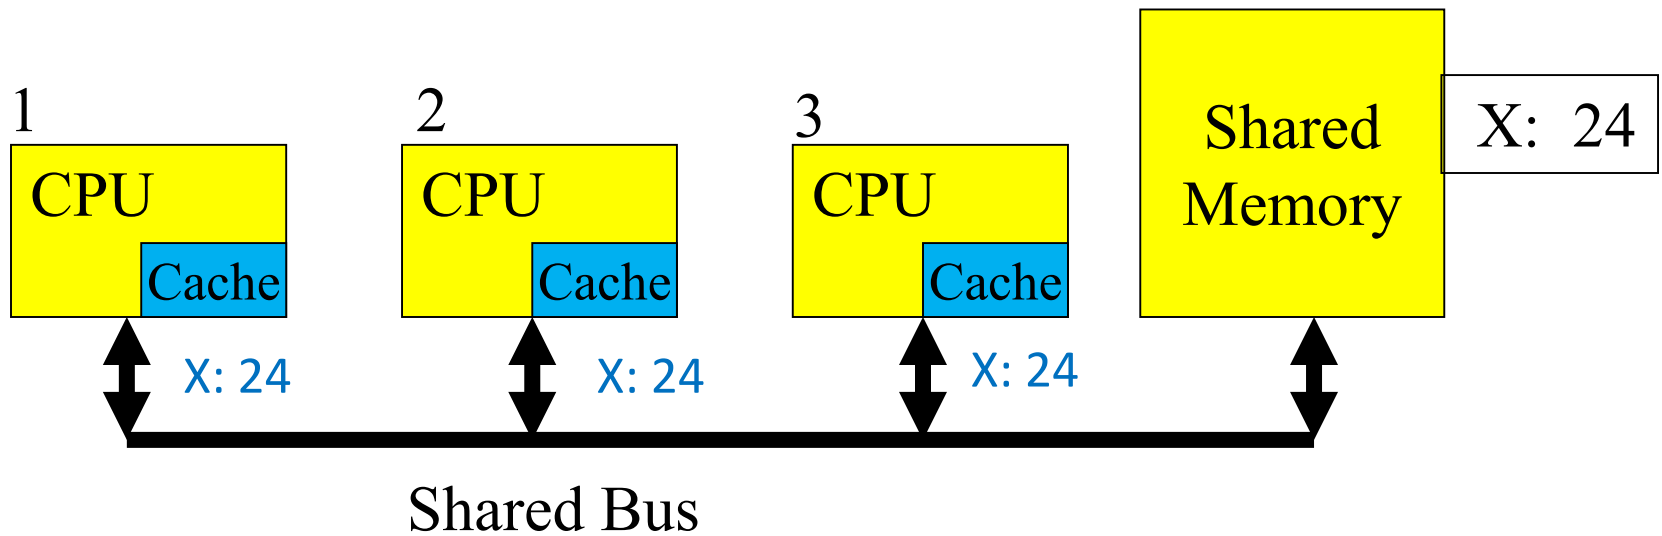 1
CPU
Cache
X: 24
2
CPU
Cache
X: 24
3
CPU
Cache
X: 24
Shared
Memory
X: 24
Shared Bus